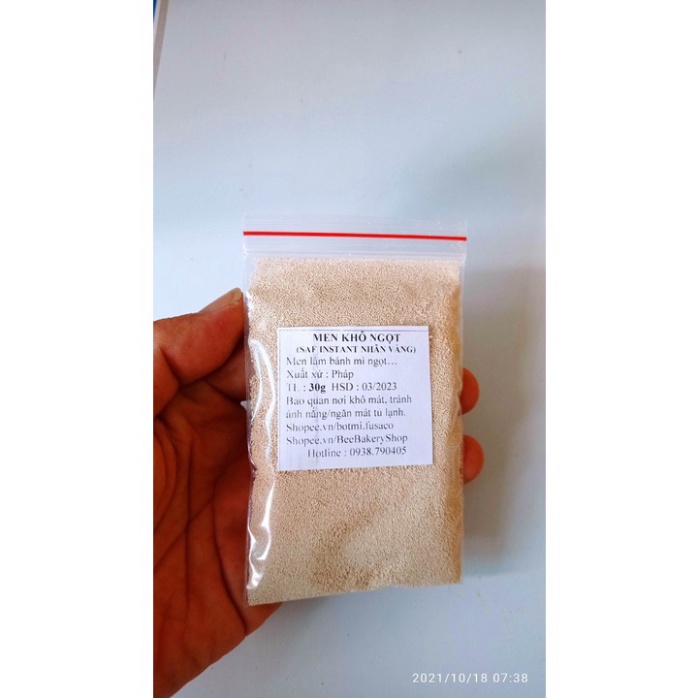 MEN KHÔ NGỌT
(SAF INSTANT NHÃN VÀNG)
Men làm bánh mì ngọt…
Xuất xứ : Pháp
TL : 30g HSD : 03/2023
Bảo quản nơi khô mát, tránh
ánh nắng/ngăn mát tủ lạnh.
Shopee.vn/botmi.fusaco
Shopee.vn/BeeBakeryShop
Hotline : 0938.790405
2021/10/18 07:38